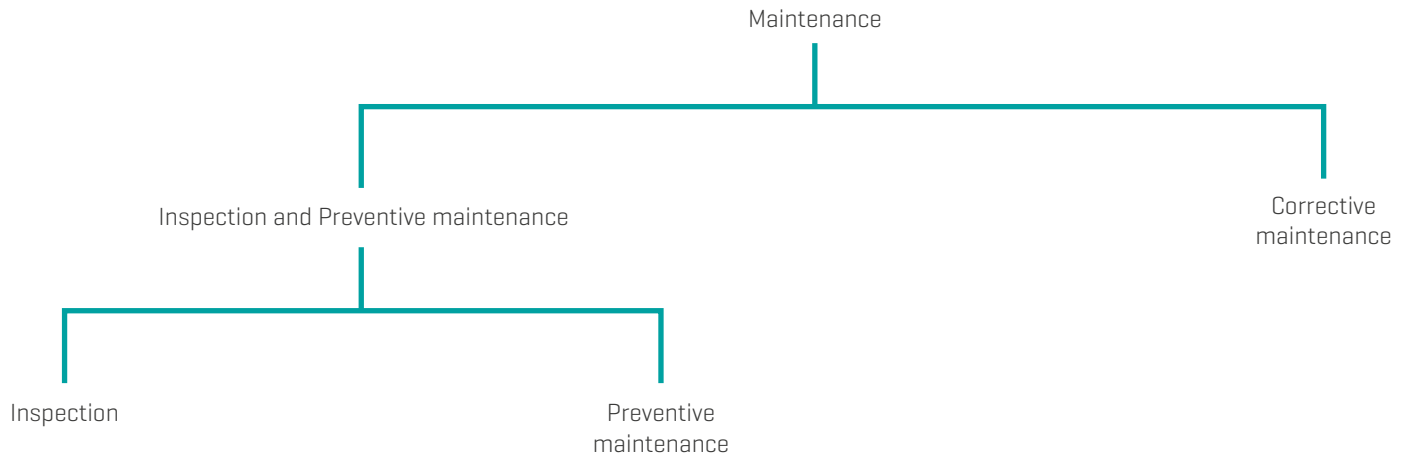 Maintenance
Inspection and Preventive maintenance
Corrective
maintenance
Inspection
Preventive
maintenance